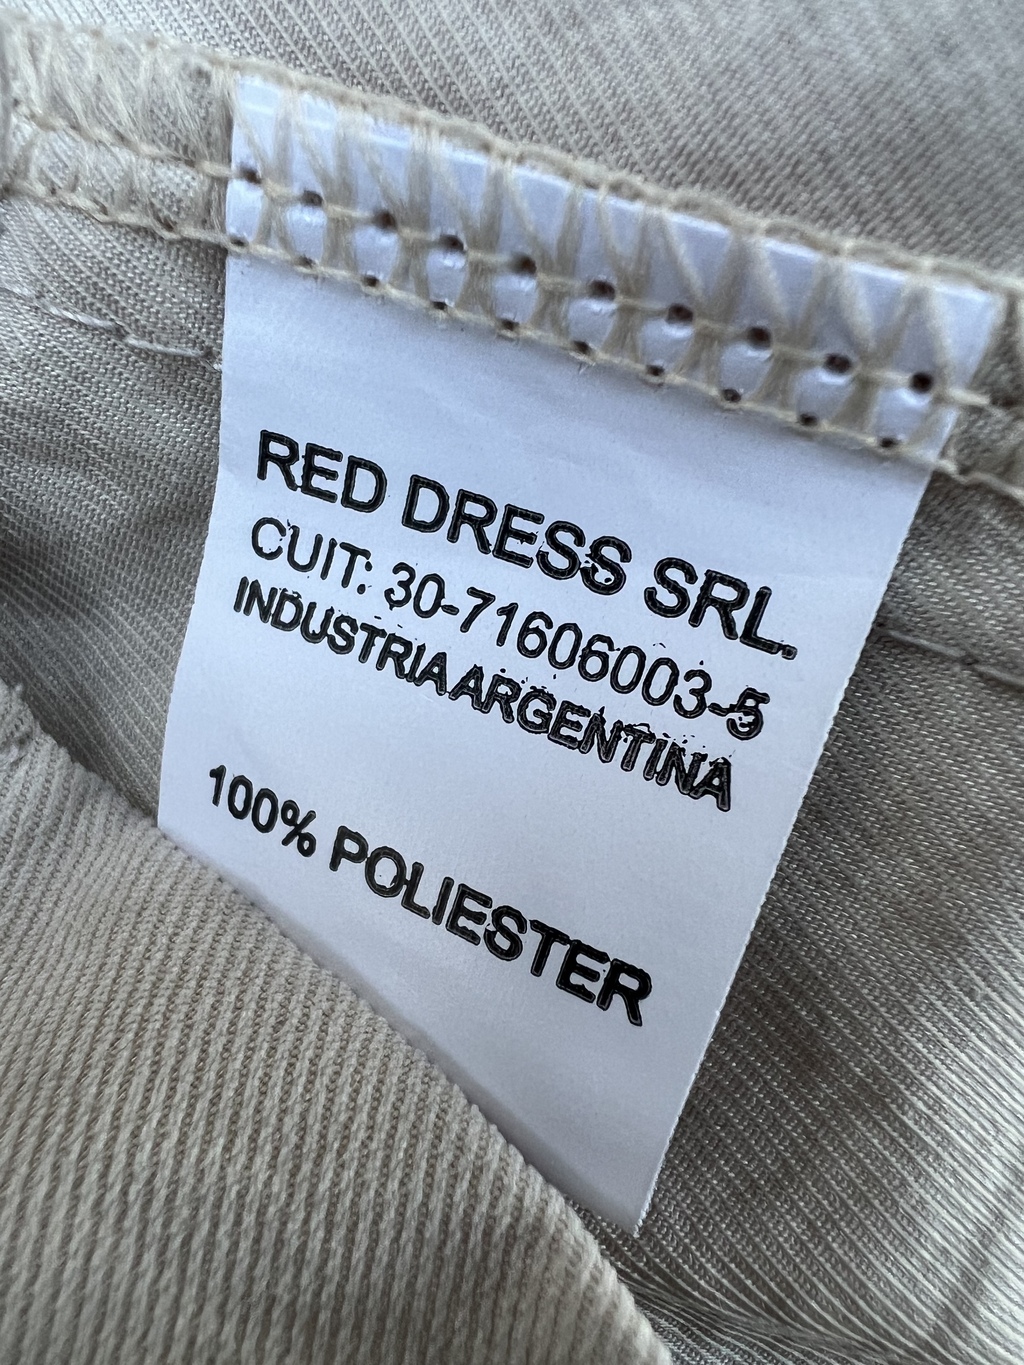 RED DRESS SRL.
CUIT: 30-71606003-5
INDUSTRIA ARGENTINA
100% POLIESTER